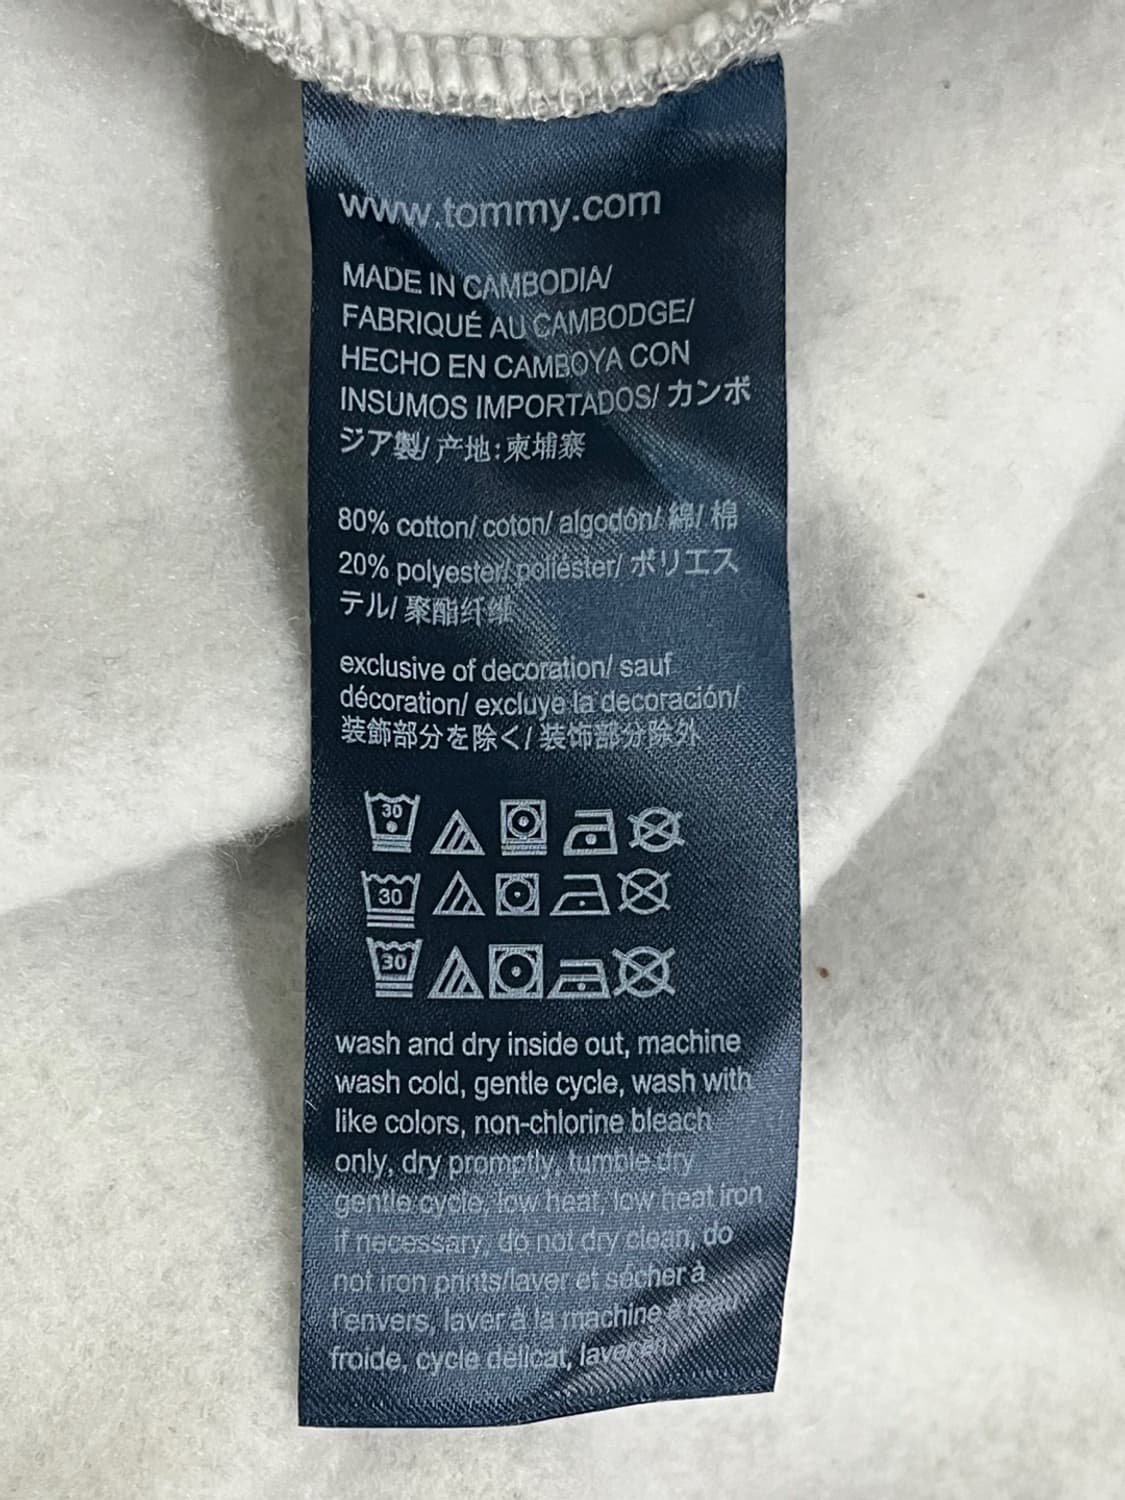 www.tommy.com
MADE IN CAMBODIA/
FABRIQUÉ AU CAMBODGE/
HECHO EN CAMBOYA CON
INSUMOS IMPORTADOS/ カンボ
ジア製/ 产地:柬埔寨
80% cotton/ coton/ algodón/ 綿/ 棉
20% polyester/ poliéster/ ポリエス
テル/ 聚酯纤维
exclusive of decoration/ sauf
décoration/ excluye la decoración/
装飾部分を除く/ 装饰部分除外
30
30
30
wash and dry inside out, machine
wash cold, gentle cycle, wash with
like colors, non-chlorine bleach
only, dry promptly, tumble dry
gentle cycle, low heat, low heat iron
if necessary, do not dry clean, do
not iron prints/laver et sécher à
l'envers, laver à la machine à l'eau
froide, cycle délicat, laver en